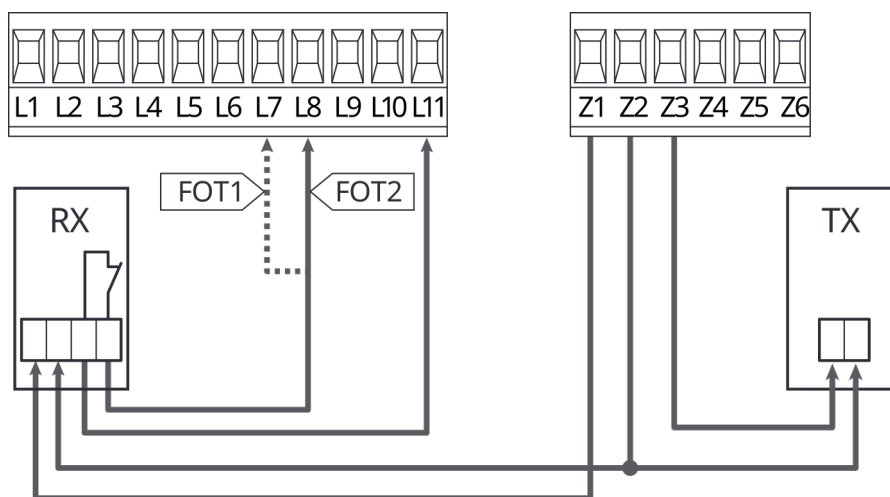 L1 L2 L3 L4 L5 L6 L7 L8 L9 L10 L11
Z1 Z2 Z3 Z4 Z5 Z6
FOT1
FOT2
RX
TX